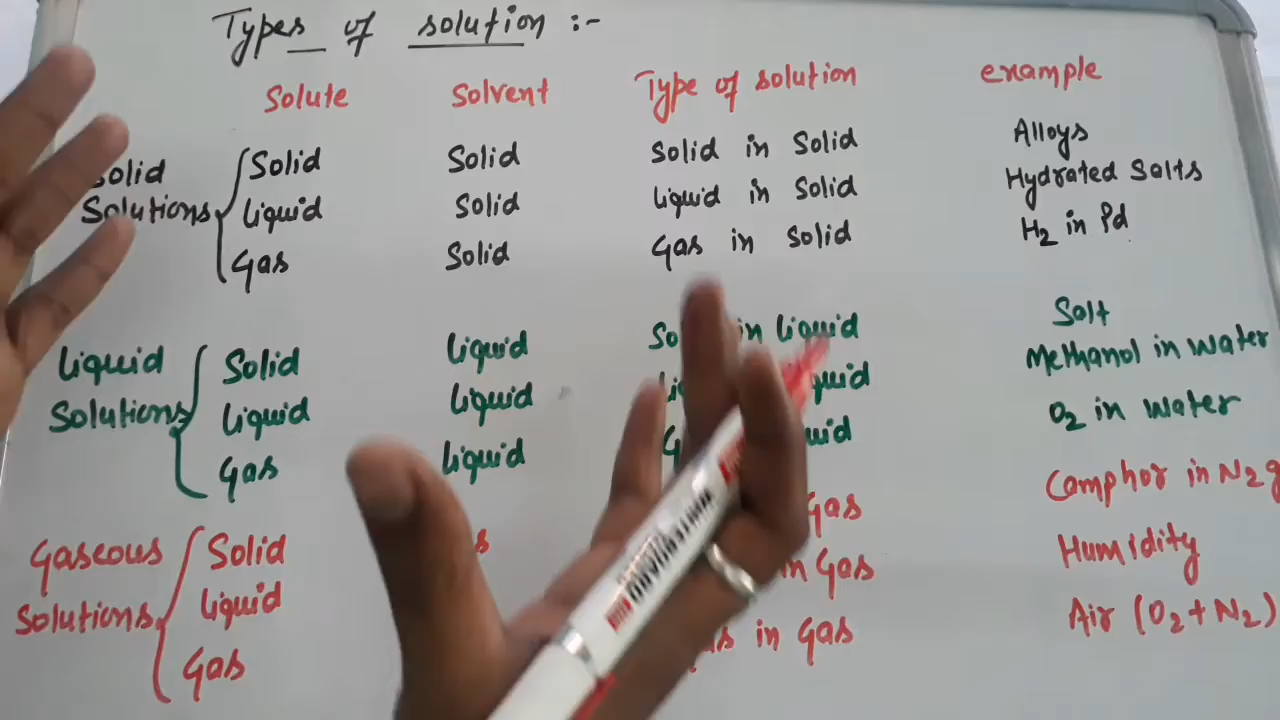 Types of solution :-
Solute Solvent Type of solution example
Solid Solutions
Solid Solid Solid in Solid Alloys
Liquid Solid Liquid in Solid Hydrated Salts
Gas Solid Gas in Solid H2 in Pd
Liquid Solutions
Solid Liquid in Liquid Salt
Liquid Liquid Methanol in Water
Gas Liquid O2 in water
Gaseous Solutions
Solid Gas Camphor in N2 g
Liquid in Gas Humidity
Gas in Gas Air (O2 + N2)